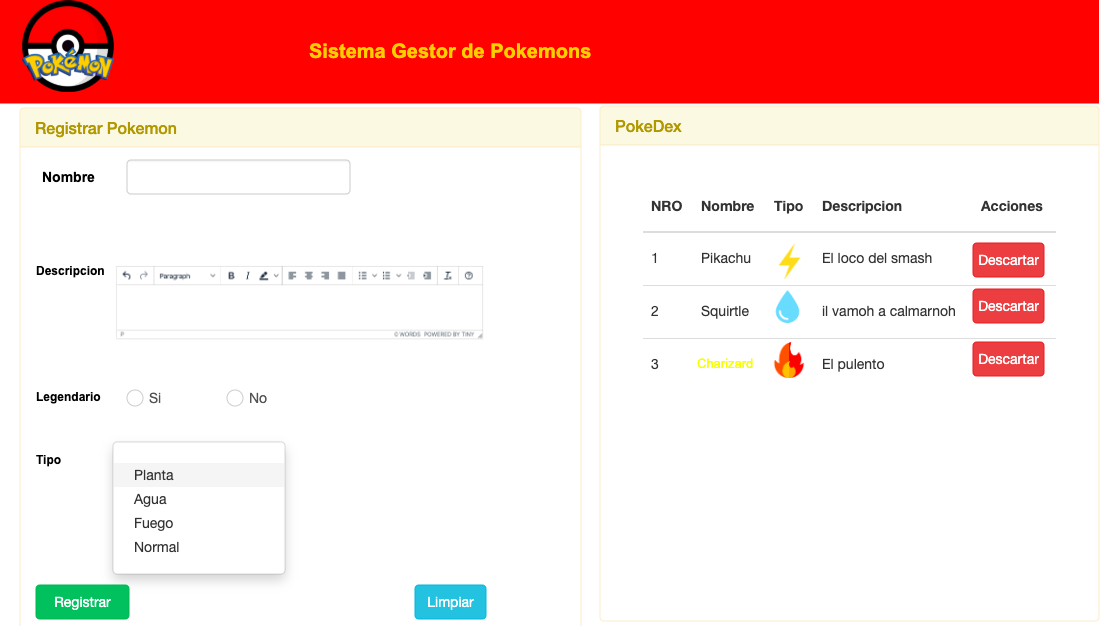 Pokémon
Sistema Gestor de Pokemons
Registrar Pokemon
Nombre
Descripcion
Paragraph
B I
P
0 WORDS POWERED BY TINY
Legendario
Si
No
Tipo
Planta
Agua
Fuego
Normal
Registrar
Limpiar
PokeDex
NRO Nombre Tipo Descripcion Acciones
1 Pikachu El loco del smash Descartar
2 Squirtle il vamoh a calmarnoh Descartar
3 Charizard El pulento Descartar